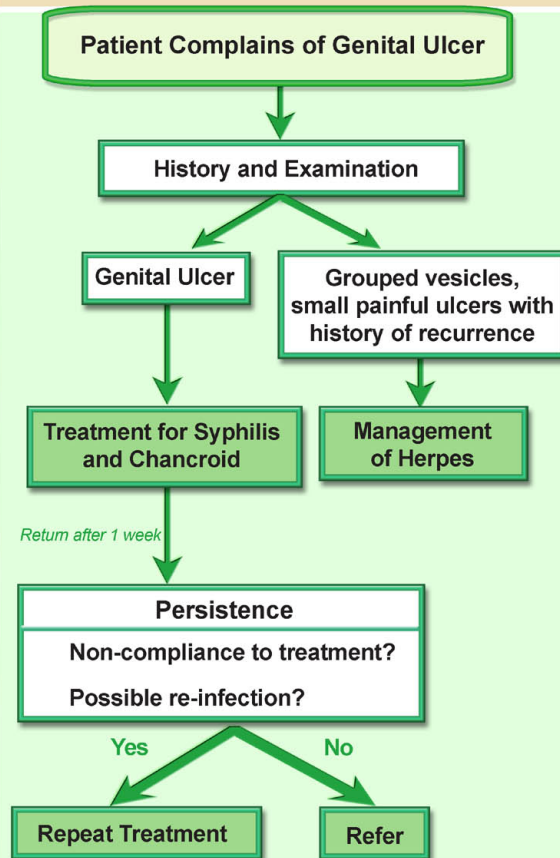 Patient Complains of Genital Ulcer
History and Examination
Genital Ulcer
Grouped vesicles,
small painful ulcers with
history of recurrence
Treatment for Syphilis
and Chancroid
Management
of Herpes
Return after 1 week
Persistence
Non-compliance to treatment?
Possible re-infection?
Yes
No
Repeat Treatment
Refer